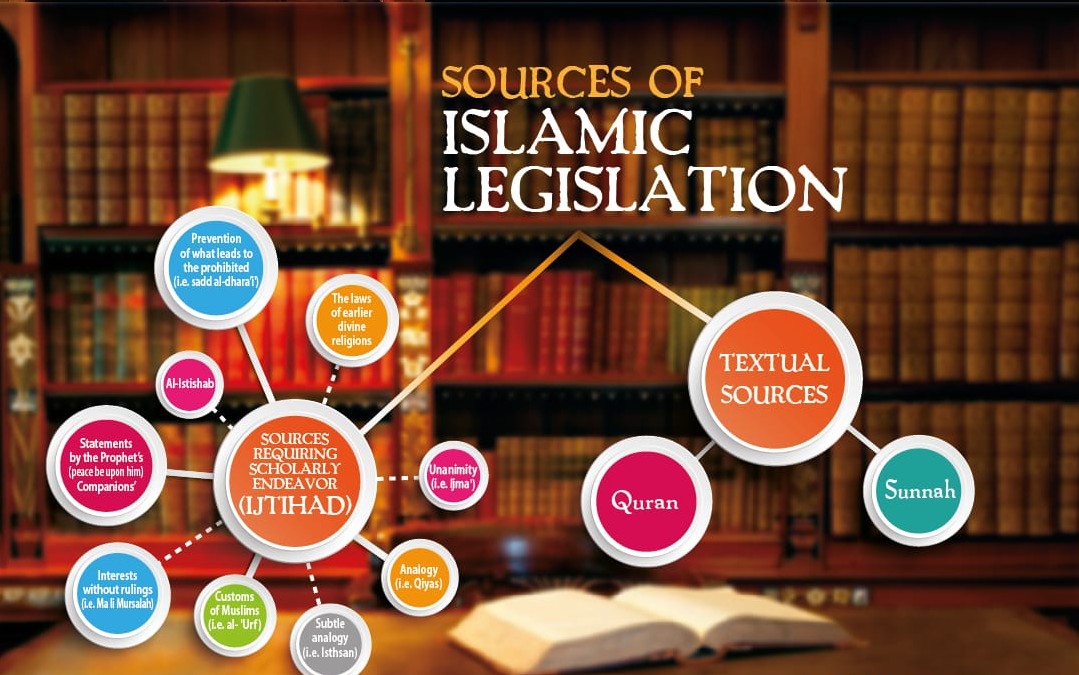 SOURCES OF
ISLAMIC
LEGISLATION
Prevention
of what leads to
the prohibited
(i.e. sadd al-dhara'i')
The laws
of earlier
divine
religions
Al-Istishab
Statements
by the Prophet's
(peace be upon him)
Companions'
SOURCES
REQUIRING
SCHOLARLY
ENDEAVOR
(IJTIHAD)
Unanimity
(i.e. Ijma')
Interests
without rulings
(i.e. Ma li Mursalah)
Customs
of Muslims
(i.e. al- 'Urf)
Subtle
analogy
(i.e. Isthsan)
Analogy
(i.e. Qiyas)
TEXTUAL
SOURCES
Quran
Sunnah